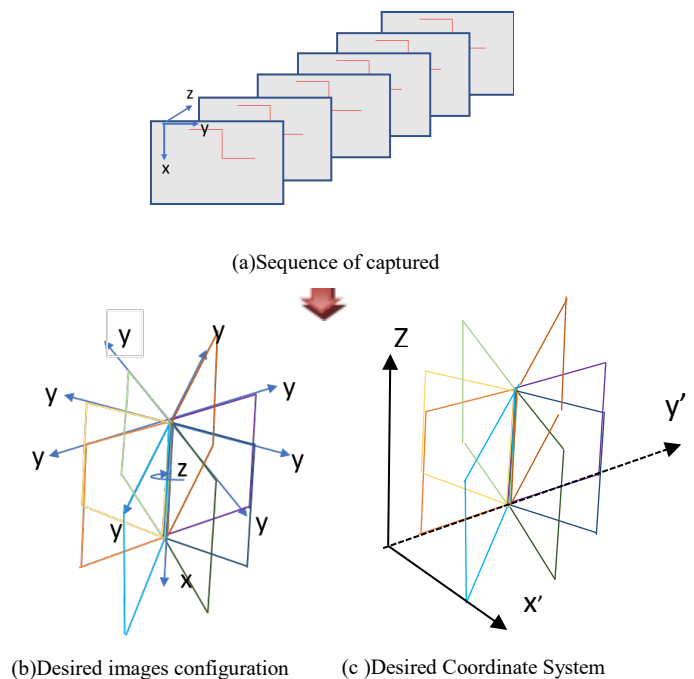 z
y
x
(a)Sequence of captured
y
y
y
y
y
y
z
y
y
x
(b)Desired images configuration
Z
y’
x’
(c )Desired Coordinate System